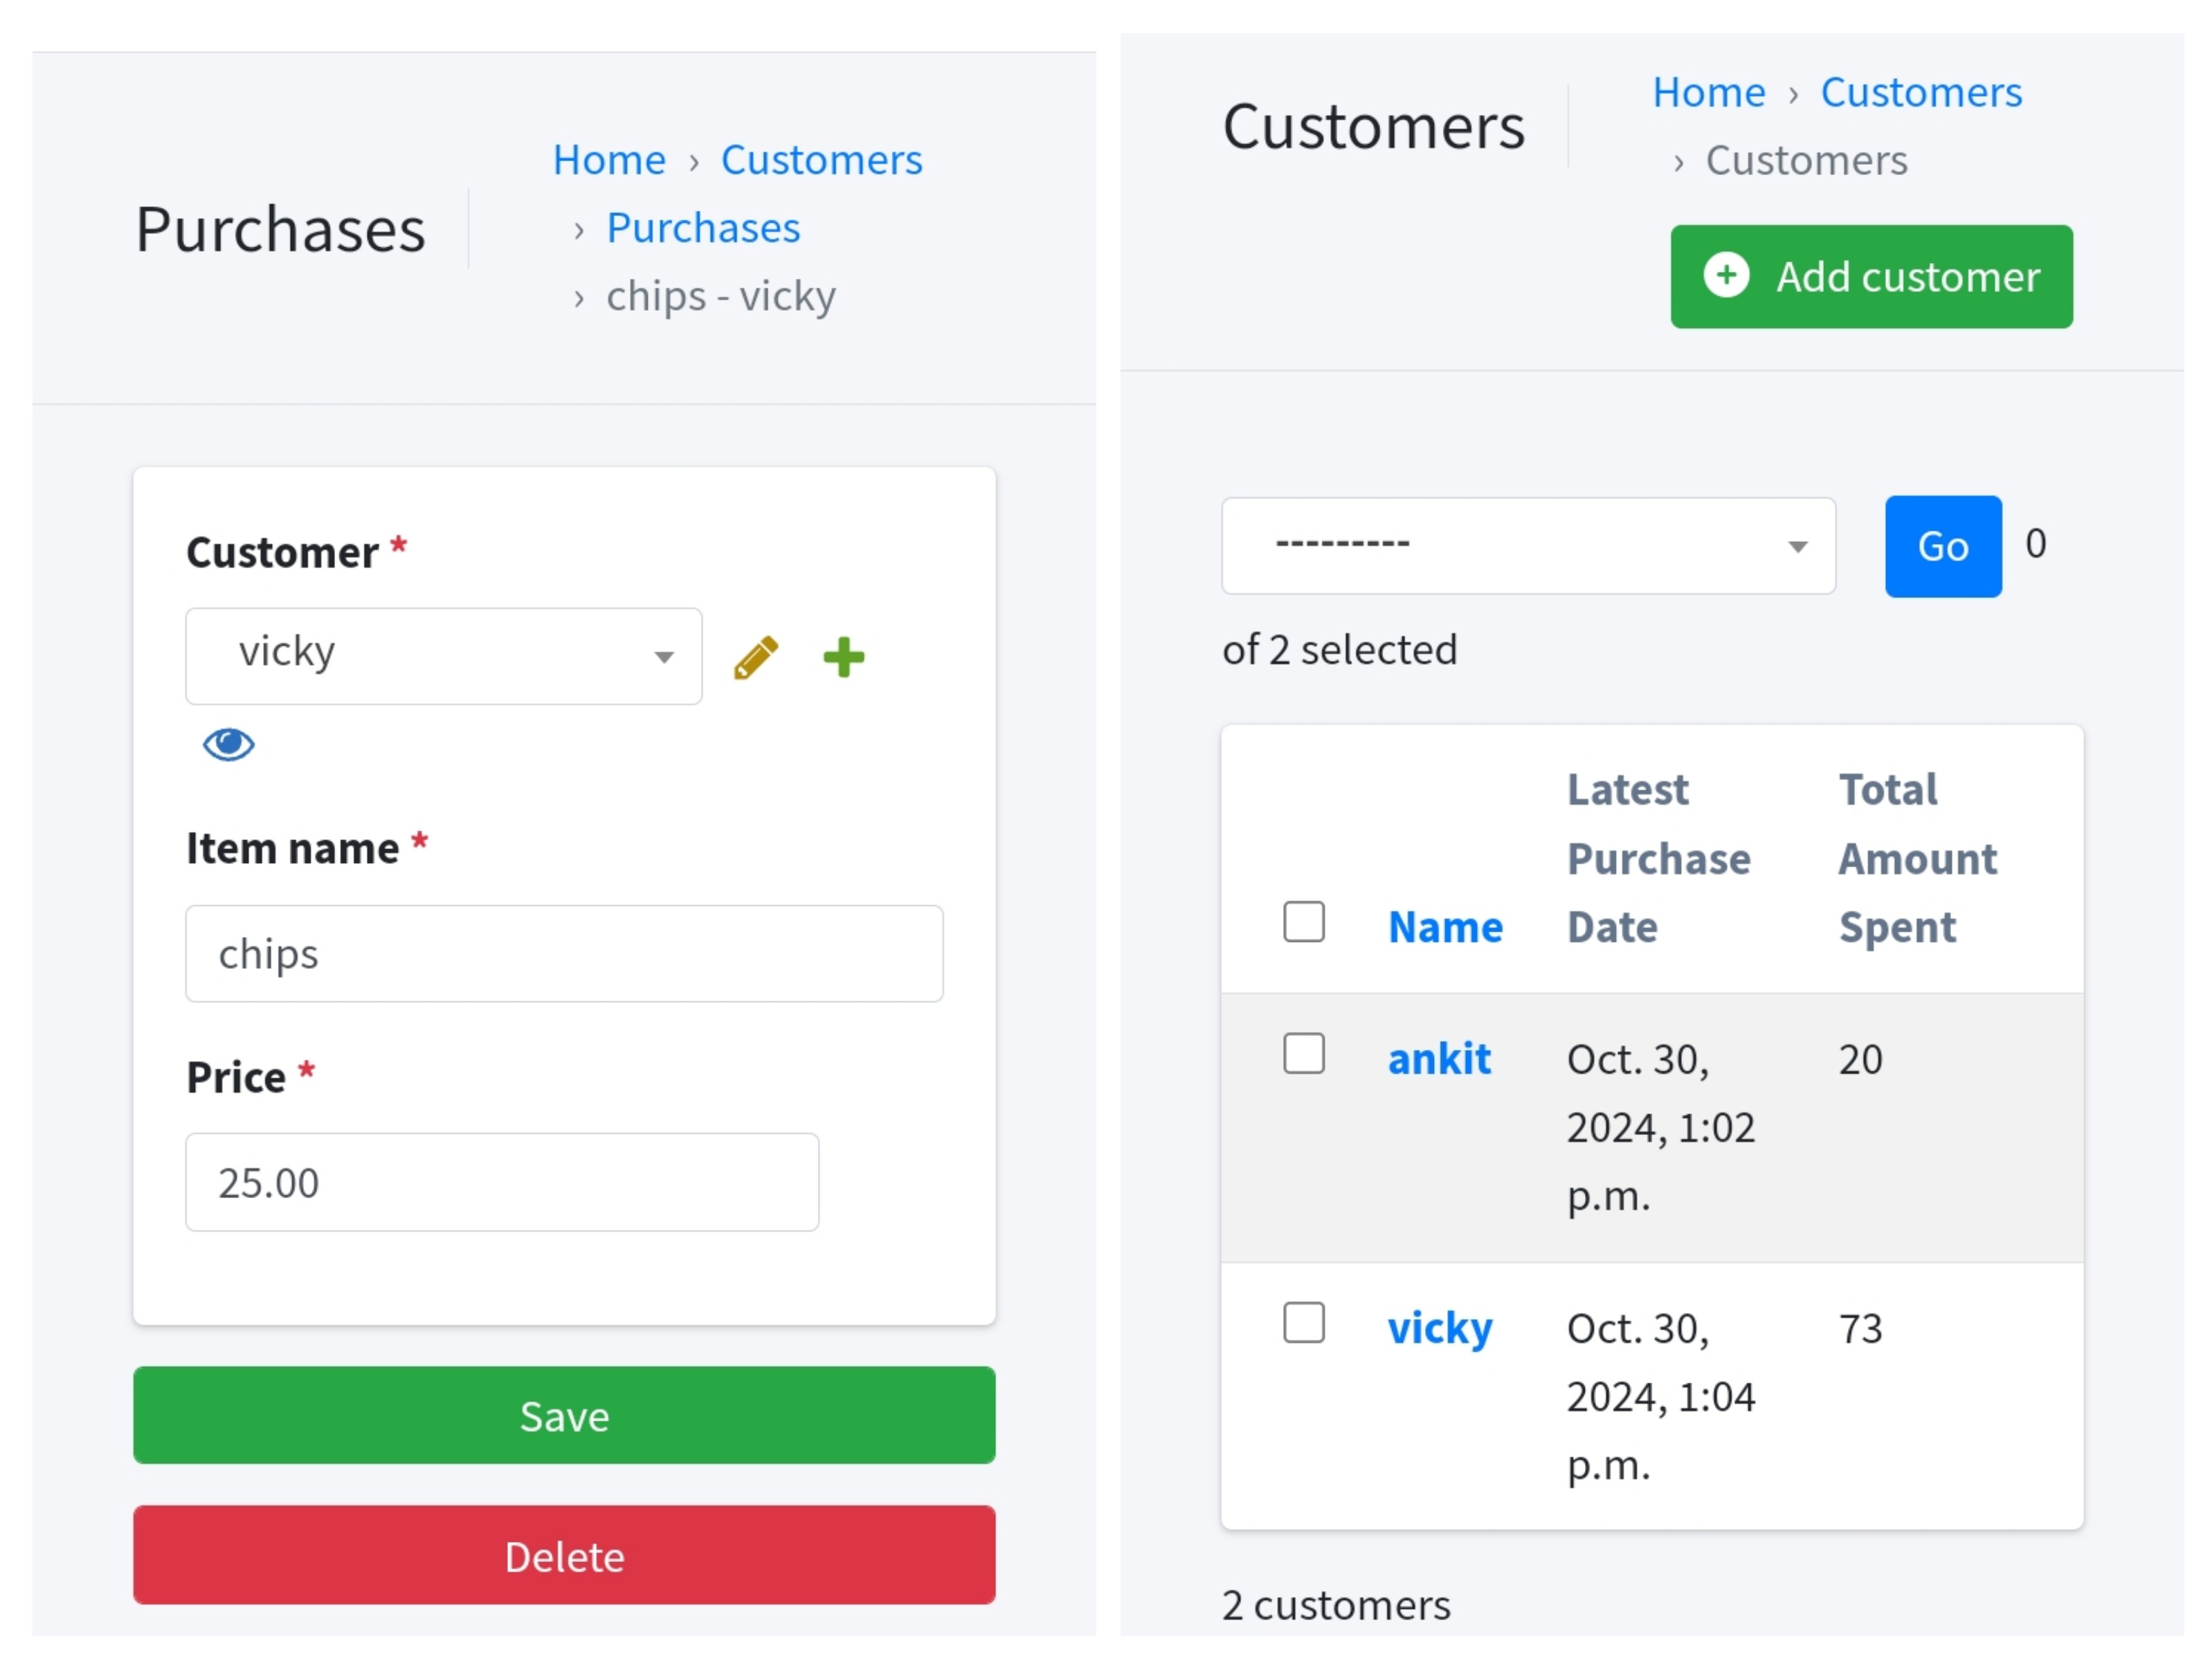 Purchases
Home › Customers
› Purchases
› chips - vicky
Customer *
vicky
Item name *
chips
Price *
25.00
Save
Delete
Customers
Home › Customers
› Customers
Add customer
---------
Go 0
of 2 selected
Name Latest Purchase Date Total Amount Spent
ankit Oct. 30, 2024, 1:02 p.m. 20
vicky Oct. 30, 2024, 1:04 p.m. 73
2 customers